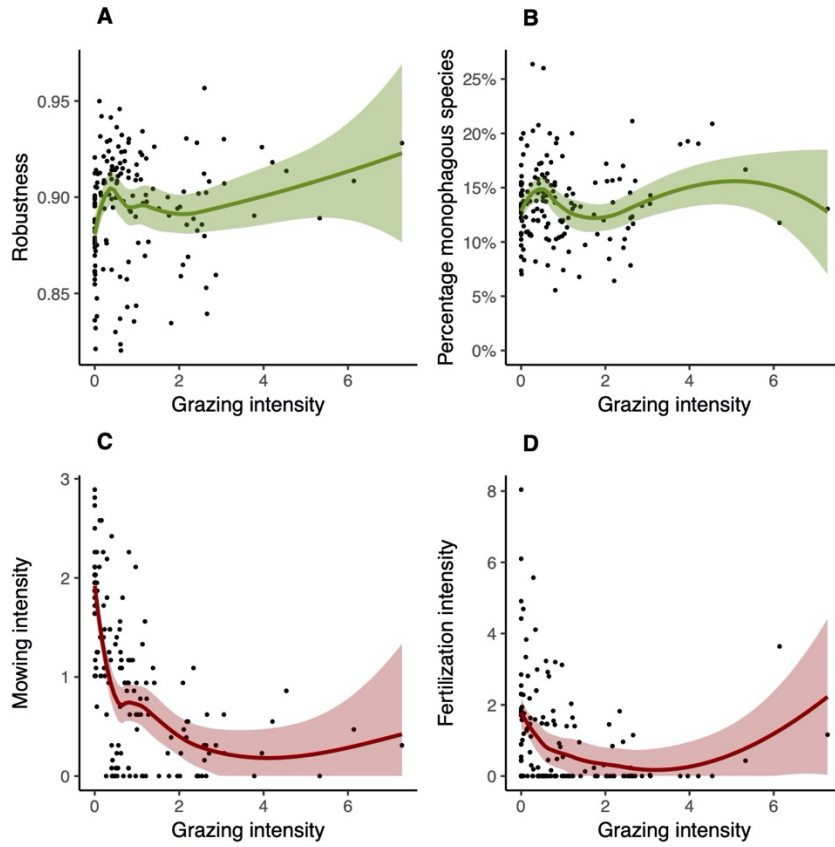 A
Robustness
0.95
0.90
0.85
0 2 4 6
Grazing intensity
B
Percentage monophagous species
25%
20%
15%
10%
5%
0%
0 2 4 6
Grazing intensity
C
Mowing intensity
3
2
1
0
0 2 4 6
Grazing intensity
D
Fertilization intensity
8
6
4
2
0
0 2 4 6
Grazing intensity